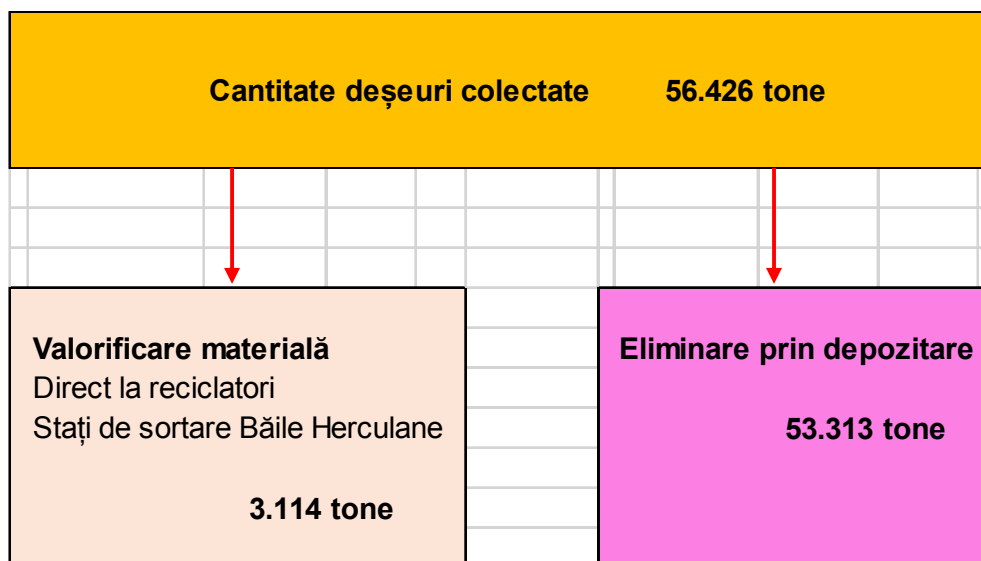 Cantitate deșeuri colectate 56.426 tone
Valorificare materială
Direct la reciclatori
Stați de sortare Băile Herculane
3.114 tone
Eliminare prin depozitare
53.313 tone